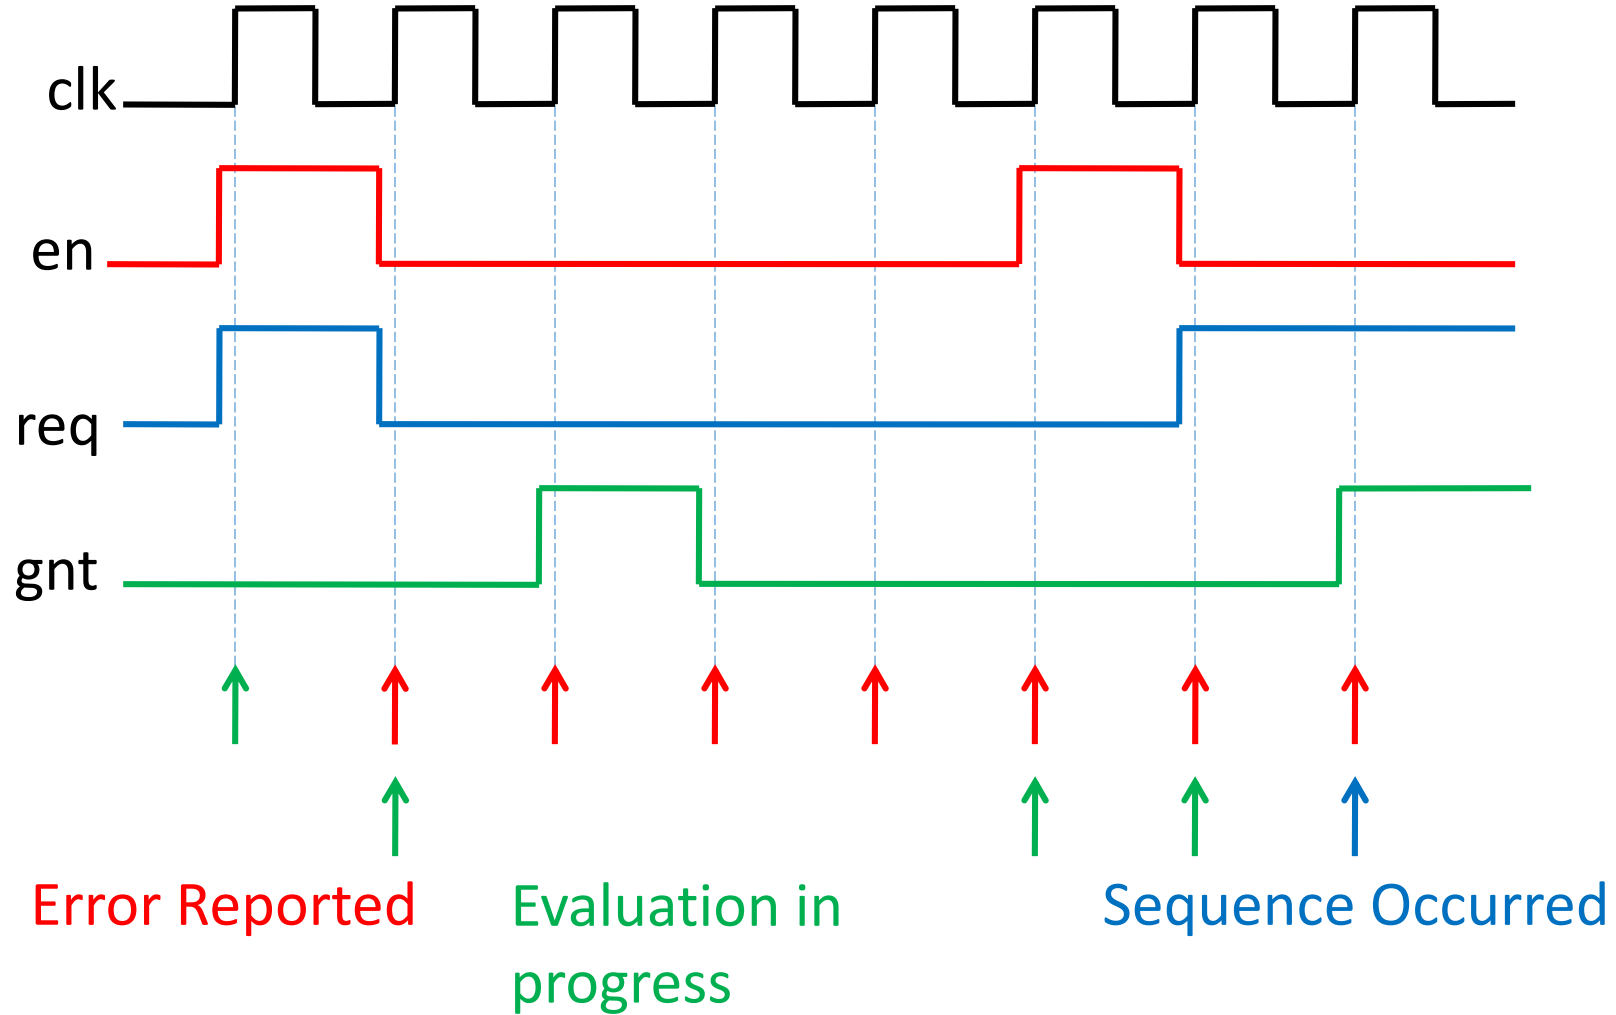 clk
en
req
gnt
Error Reported
Evaluation in
progress
Sequence Occurred